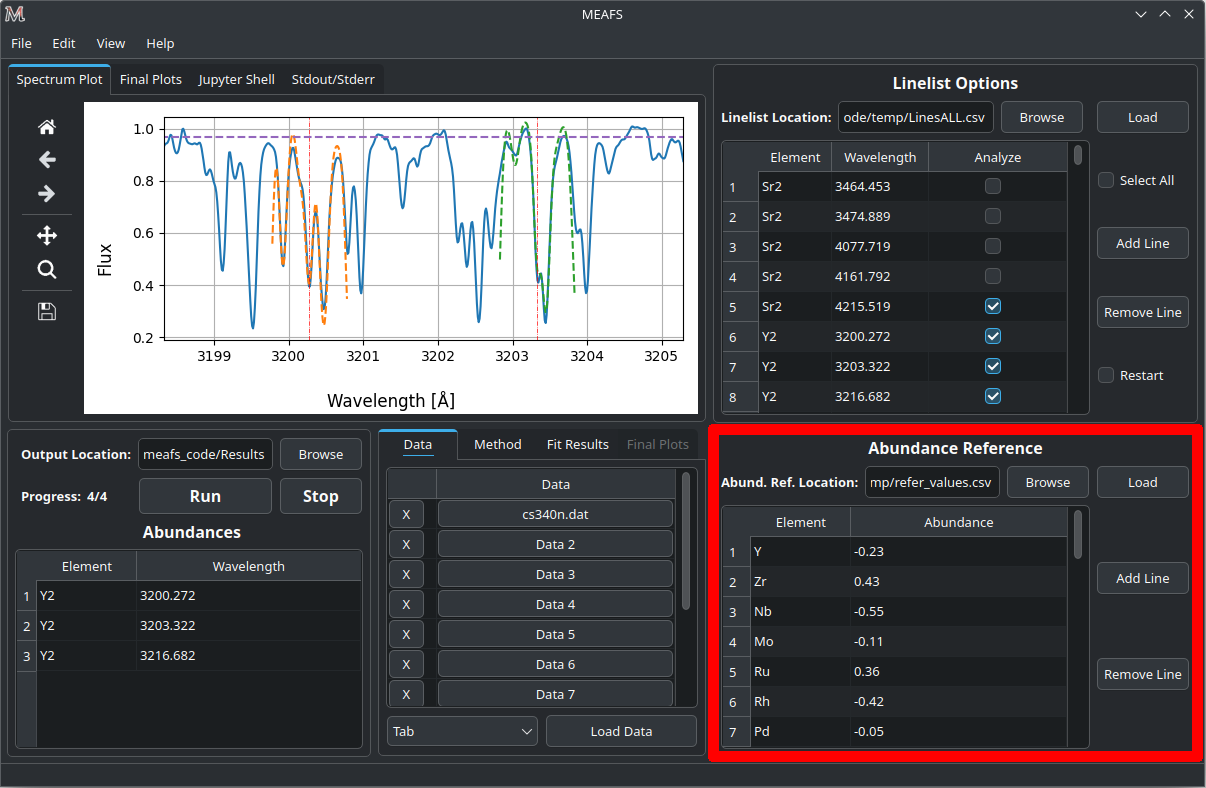 MEAFS
File Edit View Help
Spectrum Plot Final Plots Jupyter Shell Stdout/Stderr
1.0
0.8
0.6
0.4
0.2
Flux
3199 3200 3201 3202 3203 3204 3205
Wavelength [Å]
Linelist Options
Linelist Location: ode/temp/LinesALL.csv Browse Load
Element Wavelength Analyze
1 Sr2 3464.453
2 Sr2 3474.889
3 Sr2 4077.719
4 Sr2 4161.792
5 Sr2 4215.519
6 Y2 3200.272
7 Y2 3203.322
8 Y2 3216.682
Select All
Add Line
Remove Line
Restart
Output Location: meafs_code/Results Browse
Progress: 4/4 Run Stop
Abundances
Element Wavelength
1 Y2 3200.272
2 Y2 3203.322
3 Y2 3216.682
Data Method Fit Results Final Plots
Data
X cs340n.dat
X Data 2
X Data 3
X Data 4
X Data 5
X Data 6
X Data 7
Tab Load Data
Abundance Reference
Abund. Ref. Location: mp/refer_values.csv Browse Load
Element Abundance
1 Y -0.23
2 Zr 0.43
3 Nb -0.55
4 Mo -0.11
5 Ru 0.36
6 Rh -0.42
7 Pd -0.05
Add Line
Remove Line